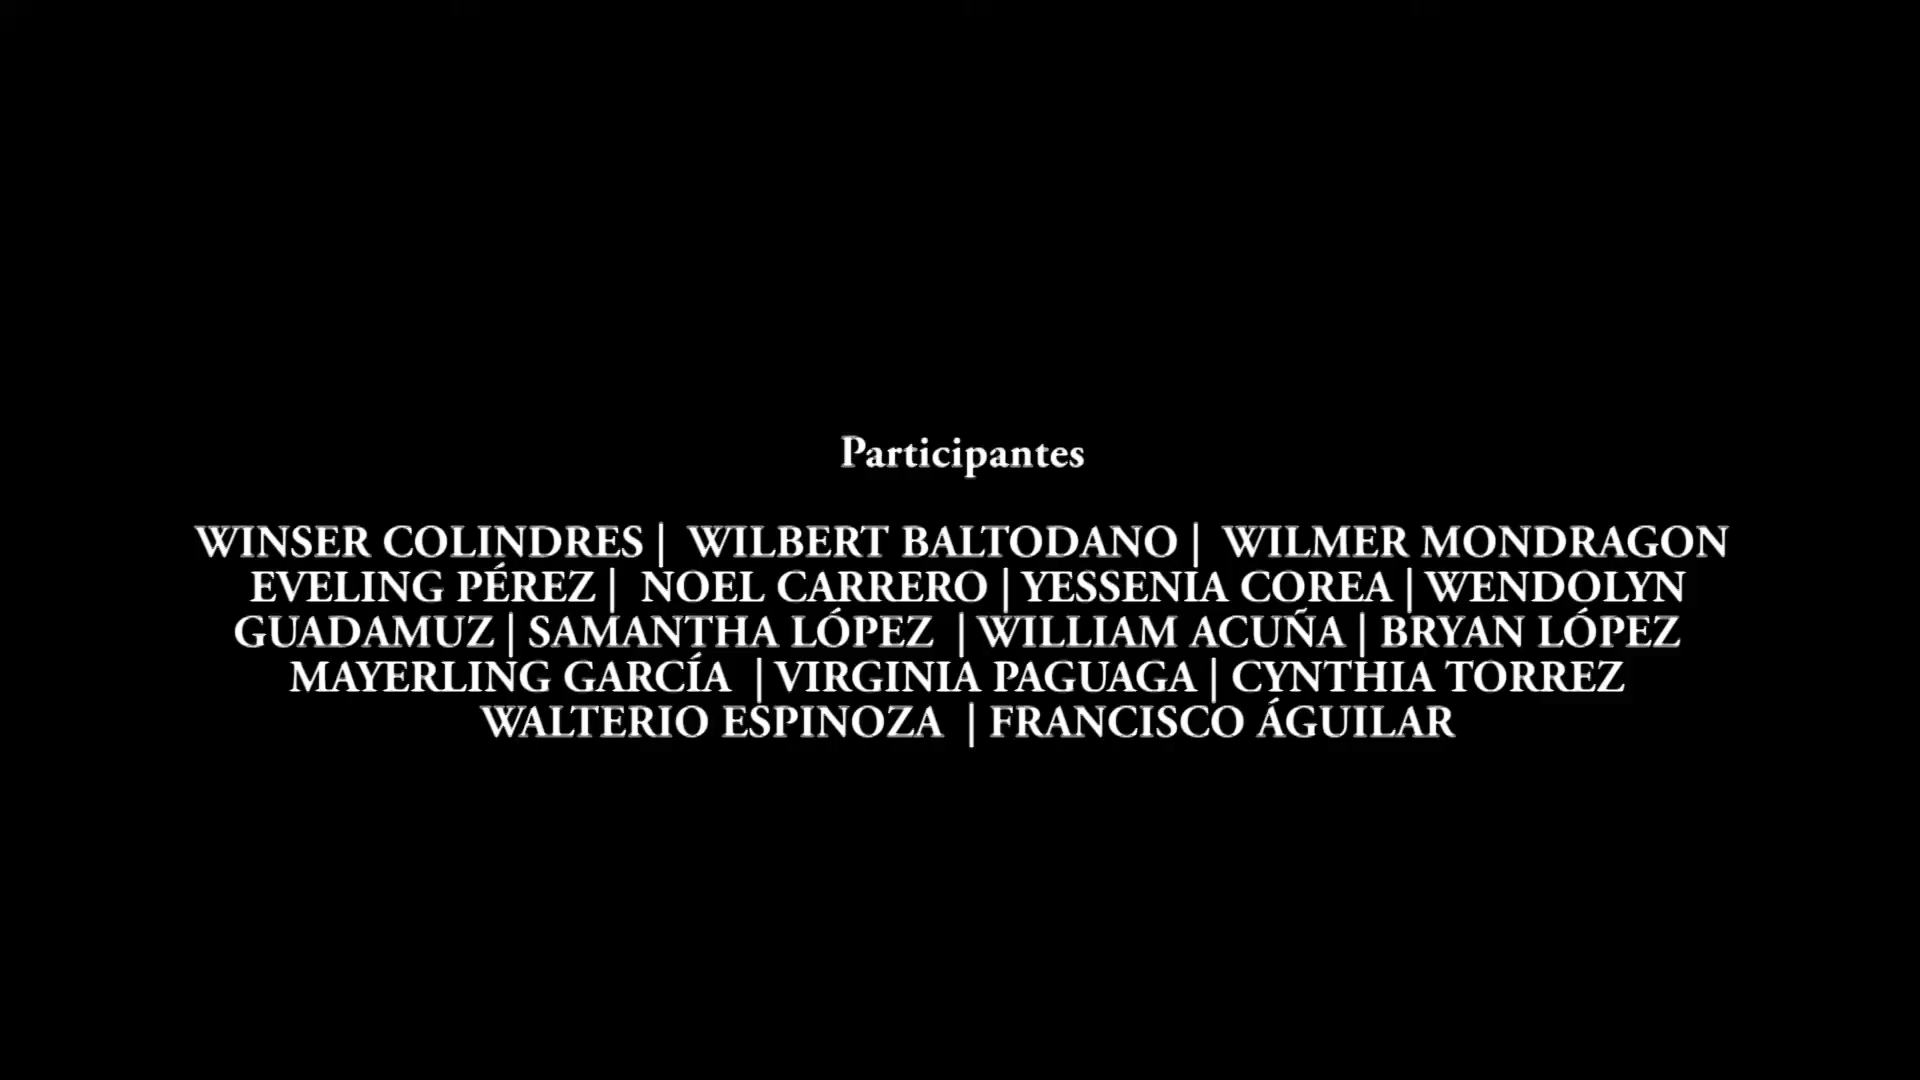 Participantes
WINSER COLINDRES | WILBERT BALTODANO | WILMER MONDRAGON
EVELING PÉREZ | NOEL CARRERO | YESSENIA COREA | WENDOLYN
GUADAMUZ | SAMANTHA LÓPEZ | WILLIAM ACUÑA | BRYAN LÓPEZ
MAYERLING GARCÍA | VIRGINIA PAGUAGA | CYNTHIA TORREZ
WALTERIO ESPINOZA | FRANCISCO ÁGUILAR